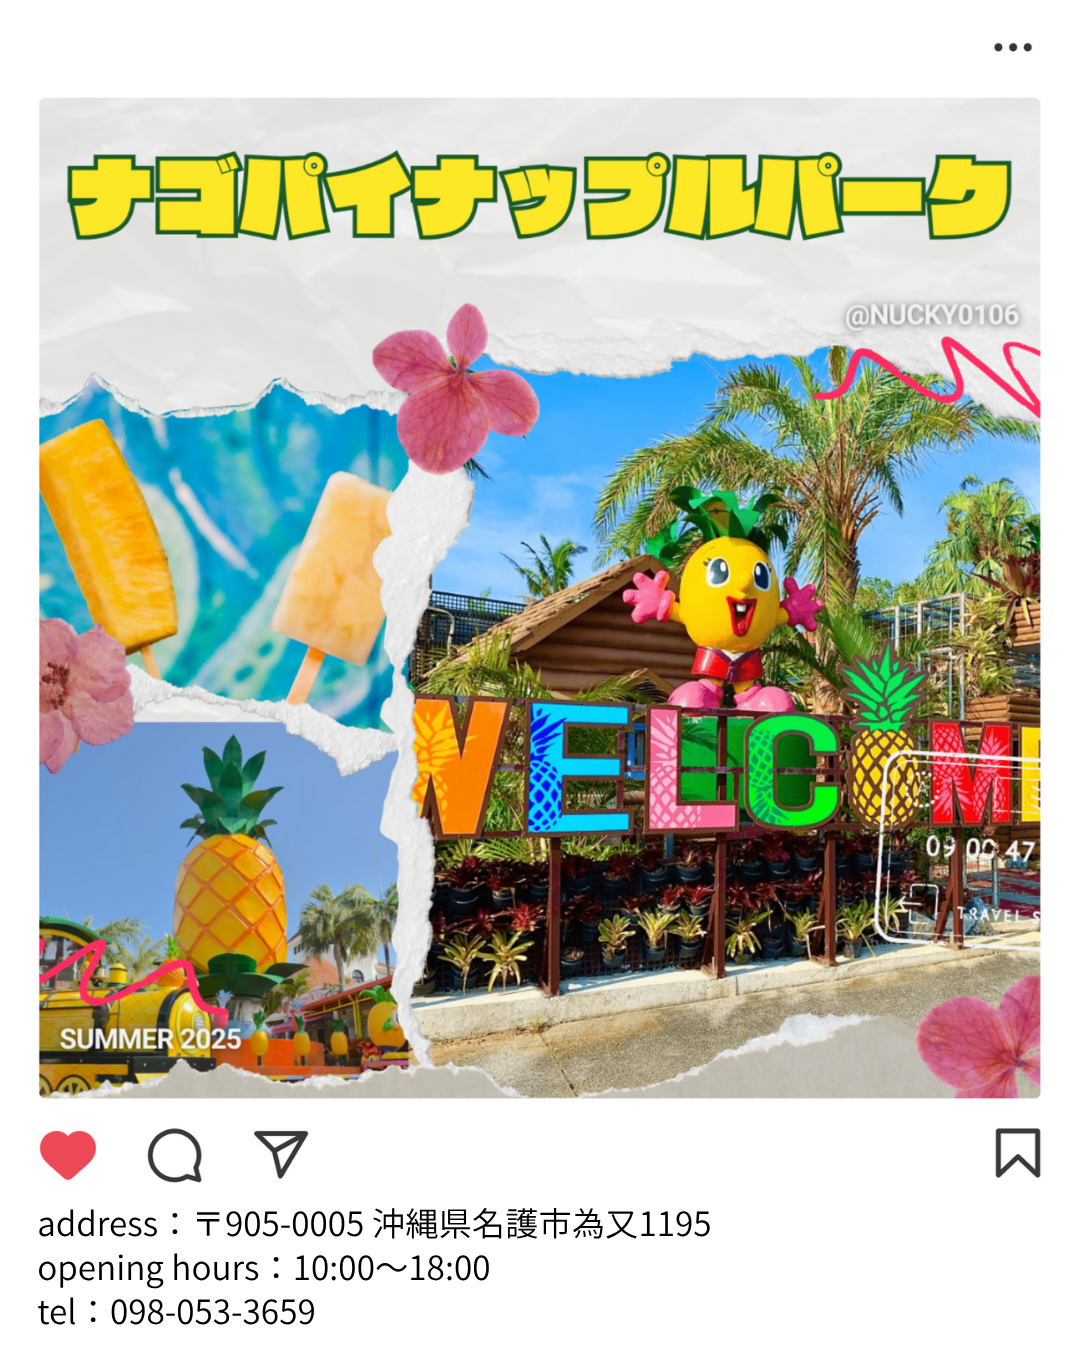 ナゴパイナップルパーク
@NUCKY0106
WELCOME
09 00 47
TRAVEL S
SUMMER 2025
address：〒905-0005 沖縄県名護市為又1195
opening hours：10:00〜18:00
tel：098-053-3659